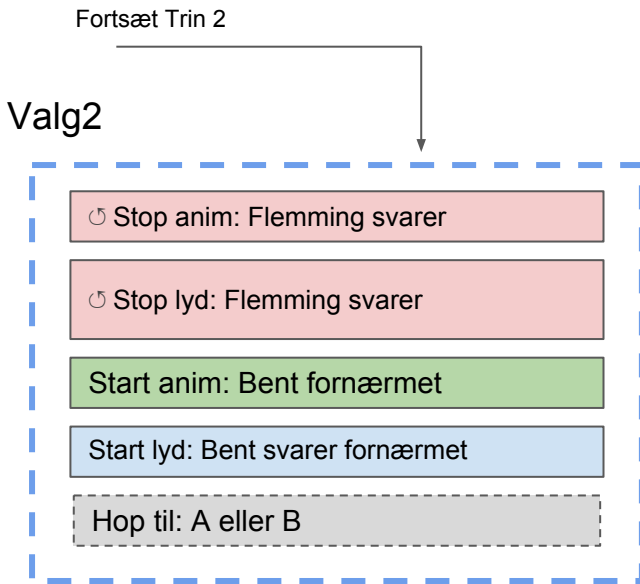 Fortsæt Trin 2
Valg2
↺ Stop anim: Flemming svarer
↺ Stop lyd: Flemming svarer
Start anim: Bent fornærmet
Start lyd: Bent svarer fornærmet
Hop til: A eller B